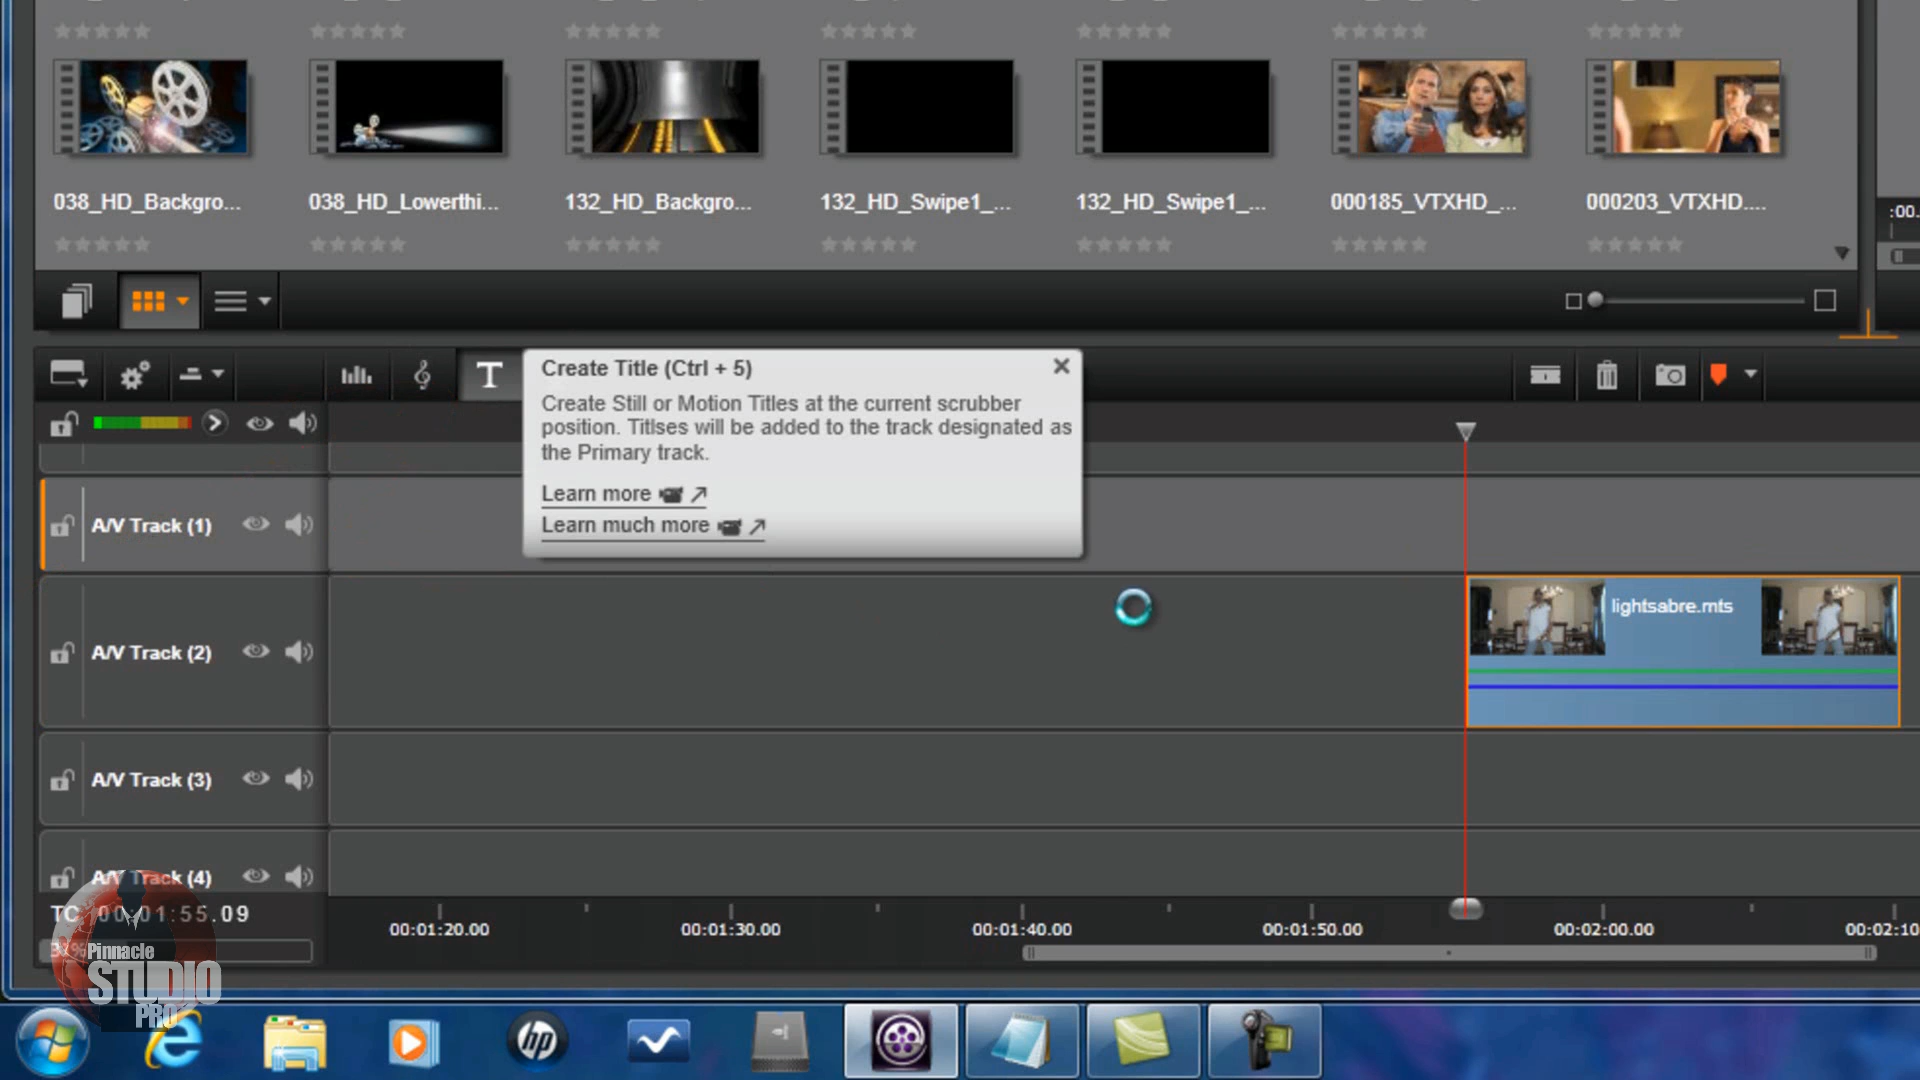 038_HD_Backgro...
038_HD_Lowerthi...
132_HD_Backgro...
132_HD_Swipe1_...
132_HD_Swipe1_...
000185_VTXHD_...
000203_VTXHD....
:00.
T
Create Title (Ctrl + 5)
Create Still or Motion Titles at the current scrubber
position. Titlses will be added to the track designated as
the Primary track.
Learn more
Learn much more
A/V Track (1)
A/V Track (2)
lightsabre.mts
A/V Track (3)
A/V Track (4)
TC 00:01:55.09
00:01:20.00
00:01:30.00
00:01:40.00
00:01:50.00
00:02:00.00
00:02:10
Pinnacle
STUDIO
PRO
hp